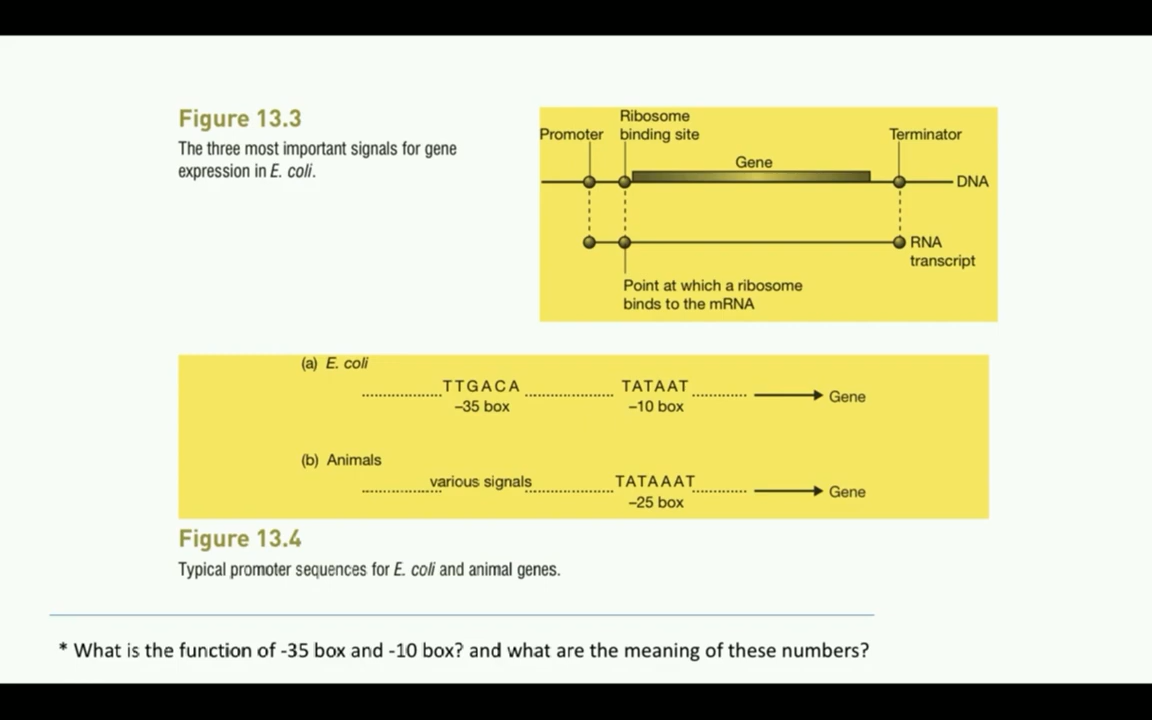 Figure 13.3
The three most important signals for gene
expression in E. coli.
Ribosome
Promoter binding site
Terminator
Gene
DNA
RNA
transcript
Point at which a ribosome
binds to the mRNA
(a) E. coli
TTGACA
TATAAT
Gene
–35 box
–10 box
(b) Animals
various signals
TATAAAT
Gene
–25 box
Figure 13.4
Typical promoter sequences for E. coli and animal genes.
* What is the function of -35 box and -10 box? and what are the meaning of these numbers?